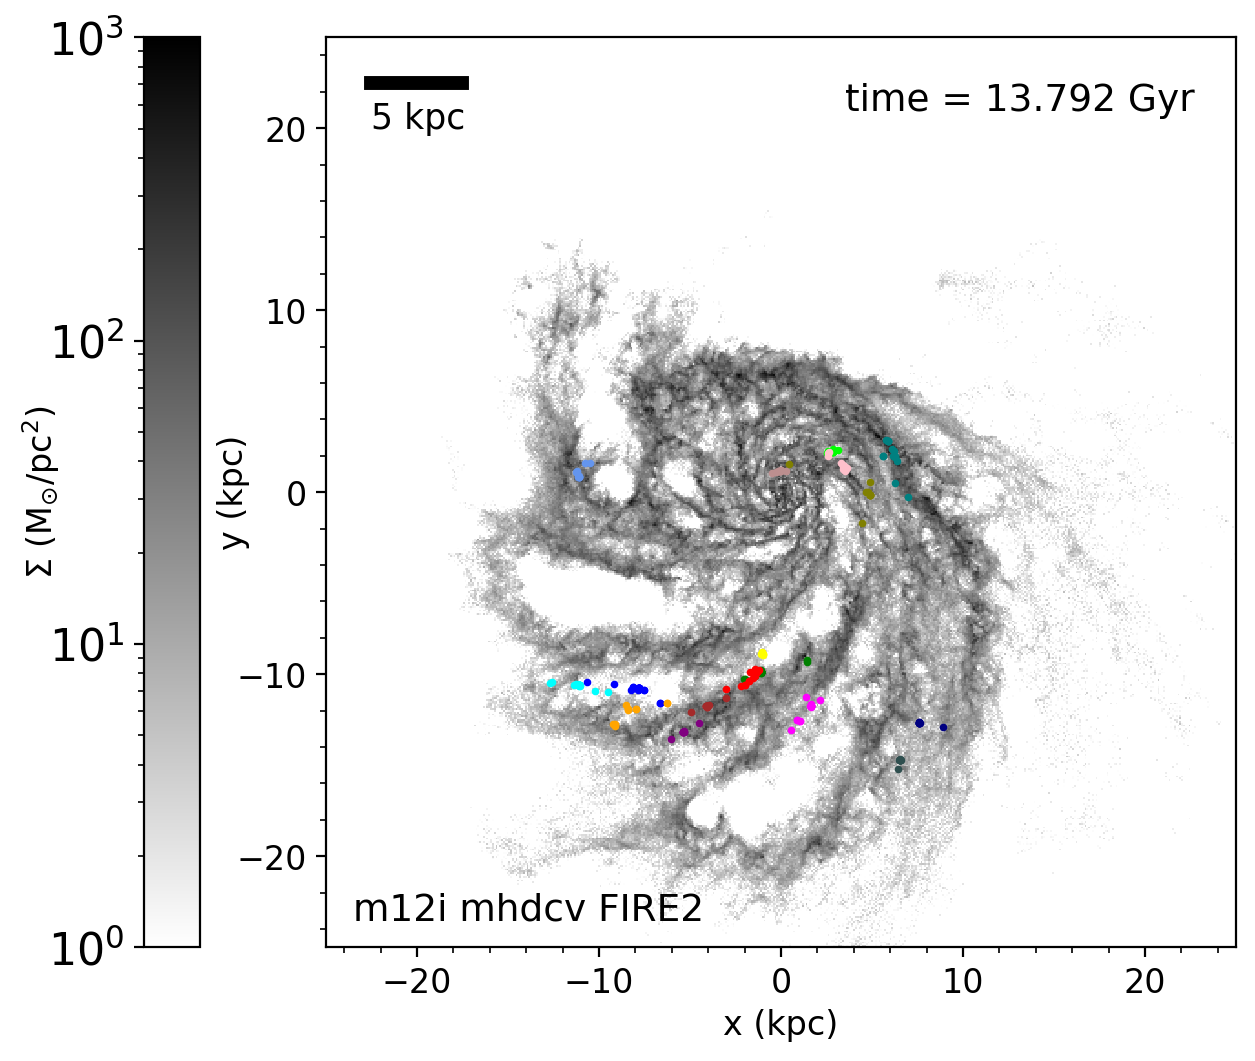 10³
10²
10¹
10⁰
Σ (M☉/pc²)
5 kpc
time = 13.792 Gyr
m12i mhdcv FIRE2
20
10
0
−10
−20
y (kpc)
−20 −10 0 10 20
x (kpc)